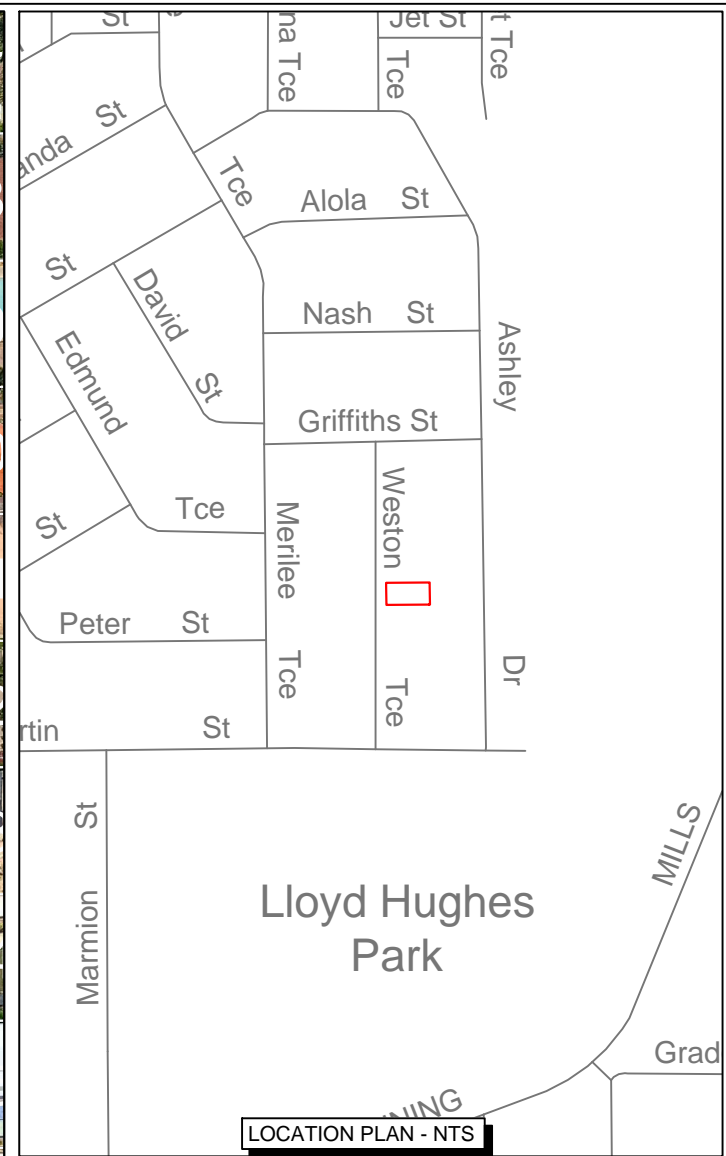 St
Jet St
na Tce
Tce
t Tce
anda St
Tce
Alola St
St
David St
Nash St
Ashley Dr
Edmund Tce
Griffiths St
Weston Tce
St
Merilee Tce
Peter St
rtin St
Marmion St
MILLS
Lloyd Hughes
Park
Grad
NING
LOCATION PLAN - NTS